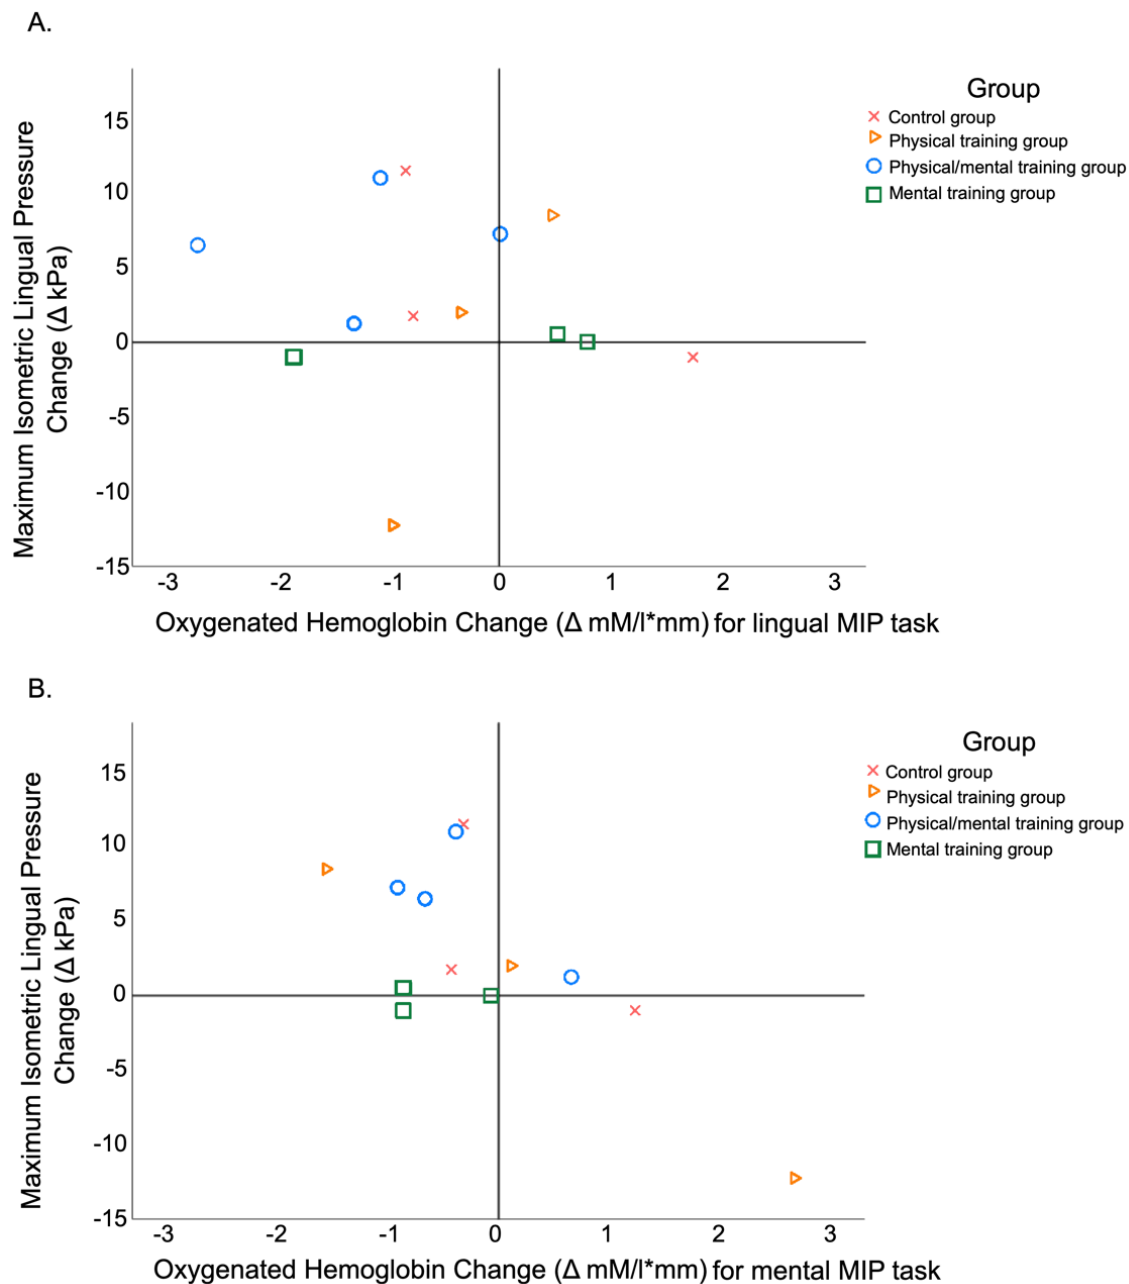 A.
Maximum Isometric Lingual Pressure
Change (Δ kPa)
15
10
5
0
-5
-10
-15
-3
-2
-1
0
1
2
3
Oxygenated Hemoglobin Change (Δ mM/l*mm) for lingual MIP task
Group
Control group
Physical training group
Physical/mental training group
Mental training group
B.
Maximum Isometric Lingual Pressure
Change (Δ kPa)
15
10
5
0
-5
-10
-15
-3
-2
-1
0
1
2
3
Oxygenated Hemoglobin Change (Δ mM/l*mm) for mental MIP task
Group
Control group
Physical training group
Physical/mental training group
Mental training group